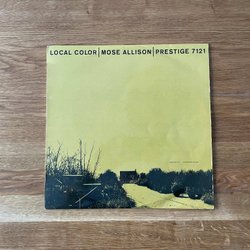 LOCAL COLOR | MOSE ALLISON | PRESTIGE 7121